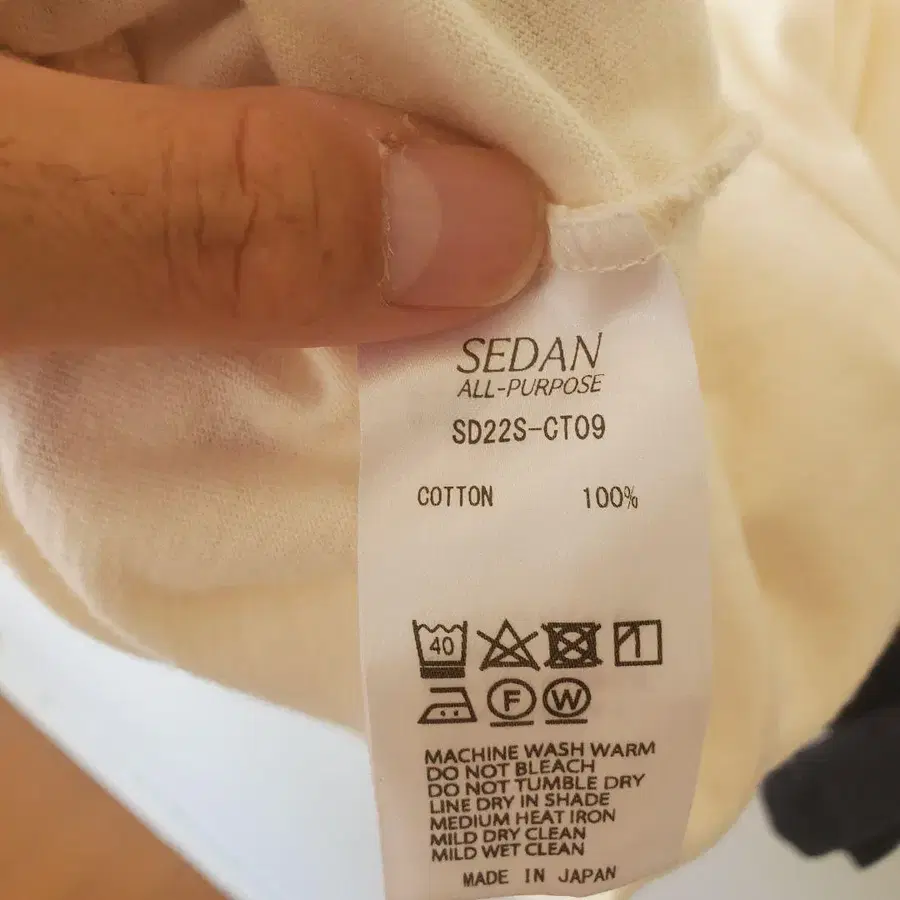 SEDAN
ALL-PURPOSE
SD22S-CT09
COTTON 100%
40
F W
MACHINE WASH WARM
DO NOT BLEACH
DO NOT TUMBLE DRY
LINE DRY IN SHADE
MEDIUM HEAT IRON
MILD DRY CLEAN
MILD WET CLEAN
MADE IN JAPAN